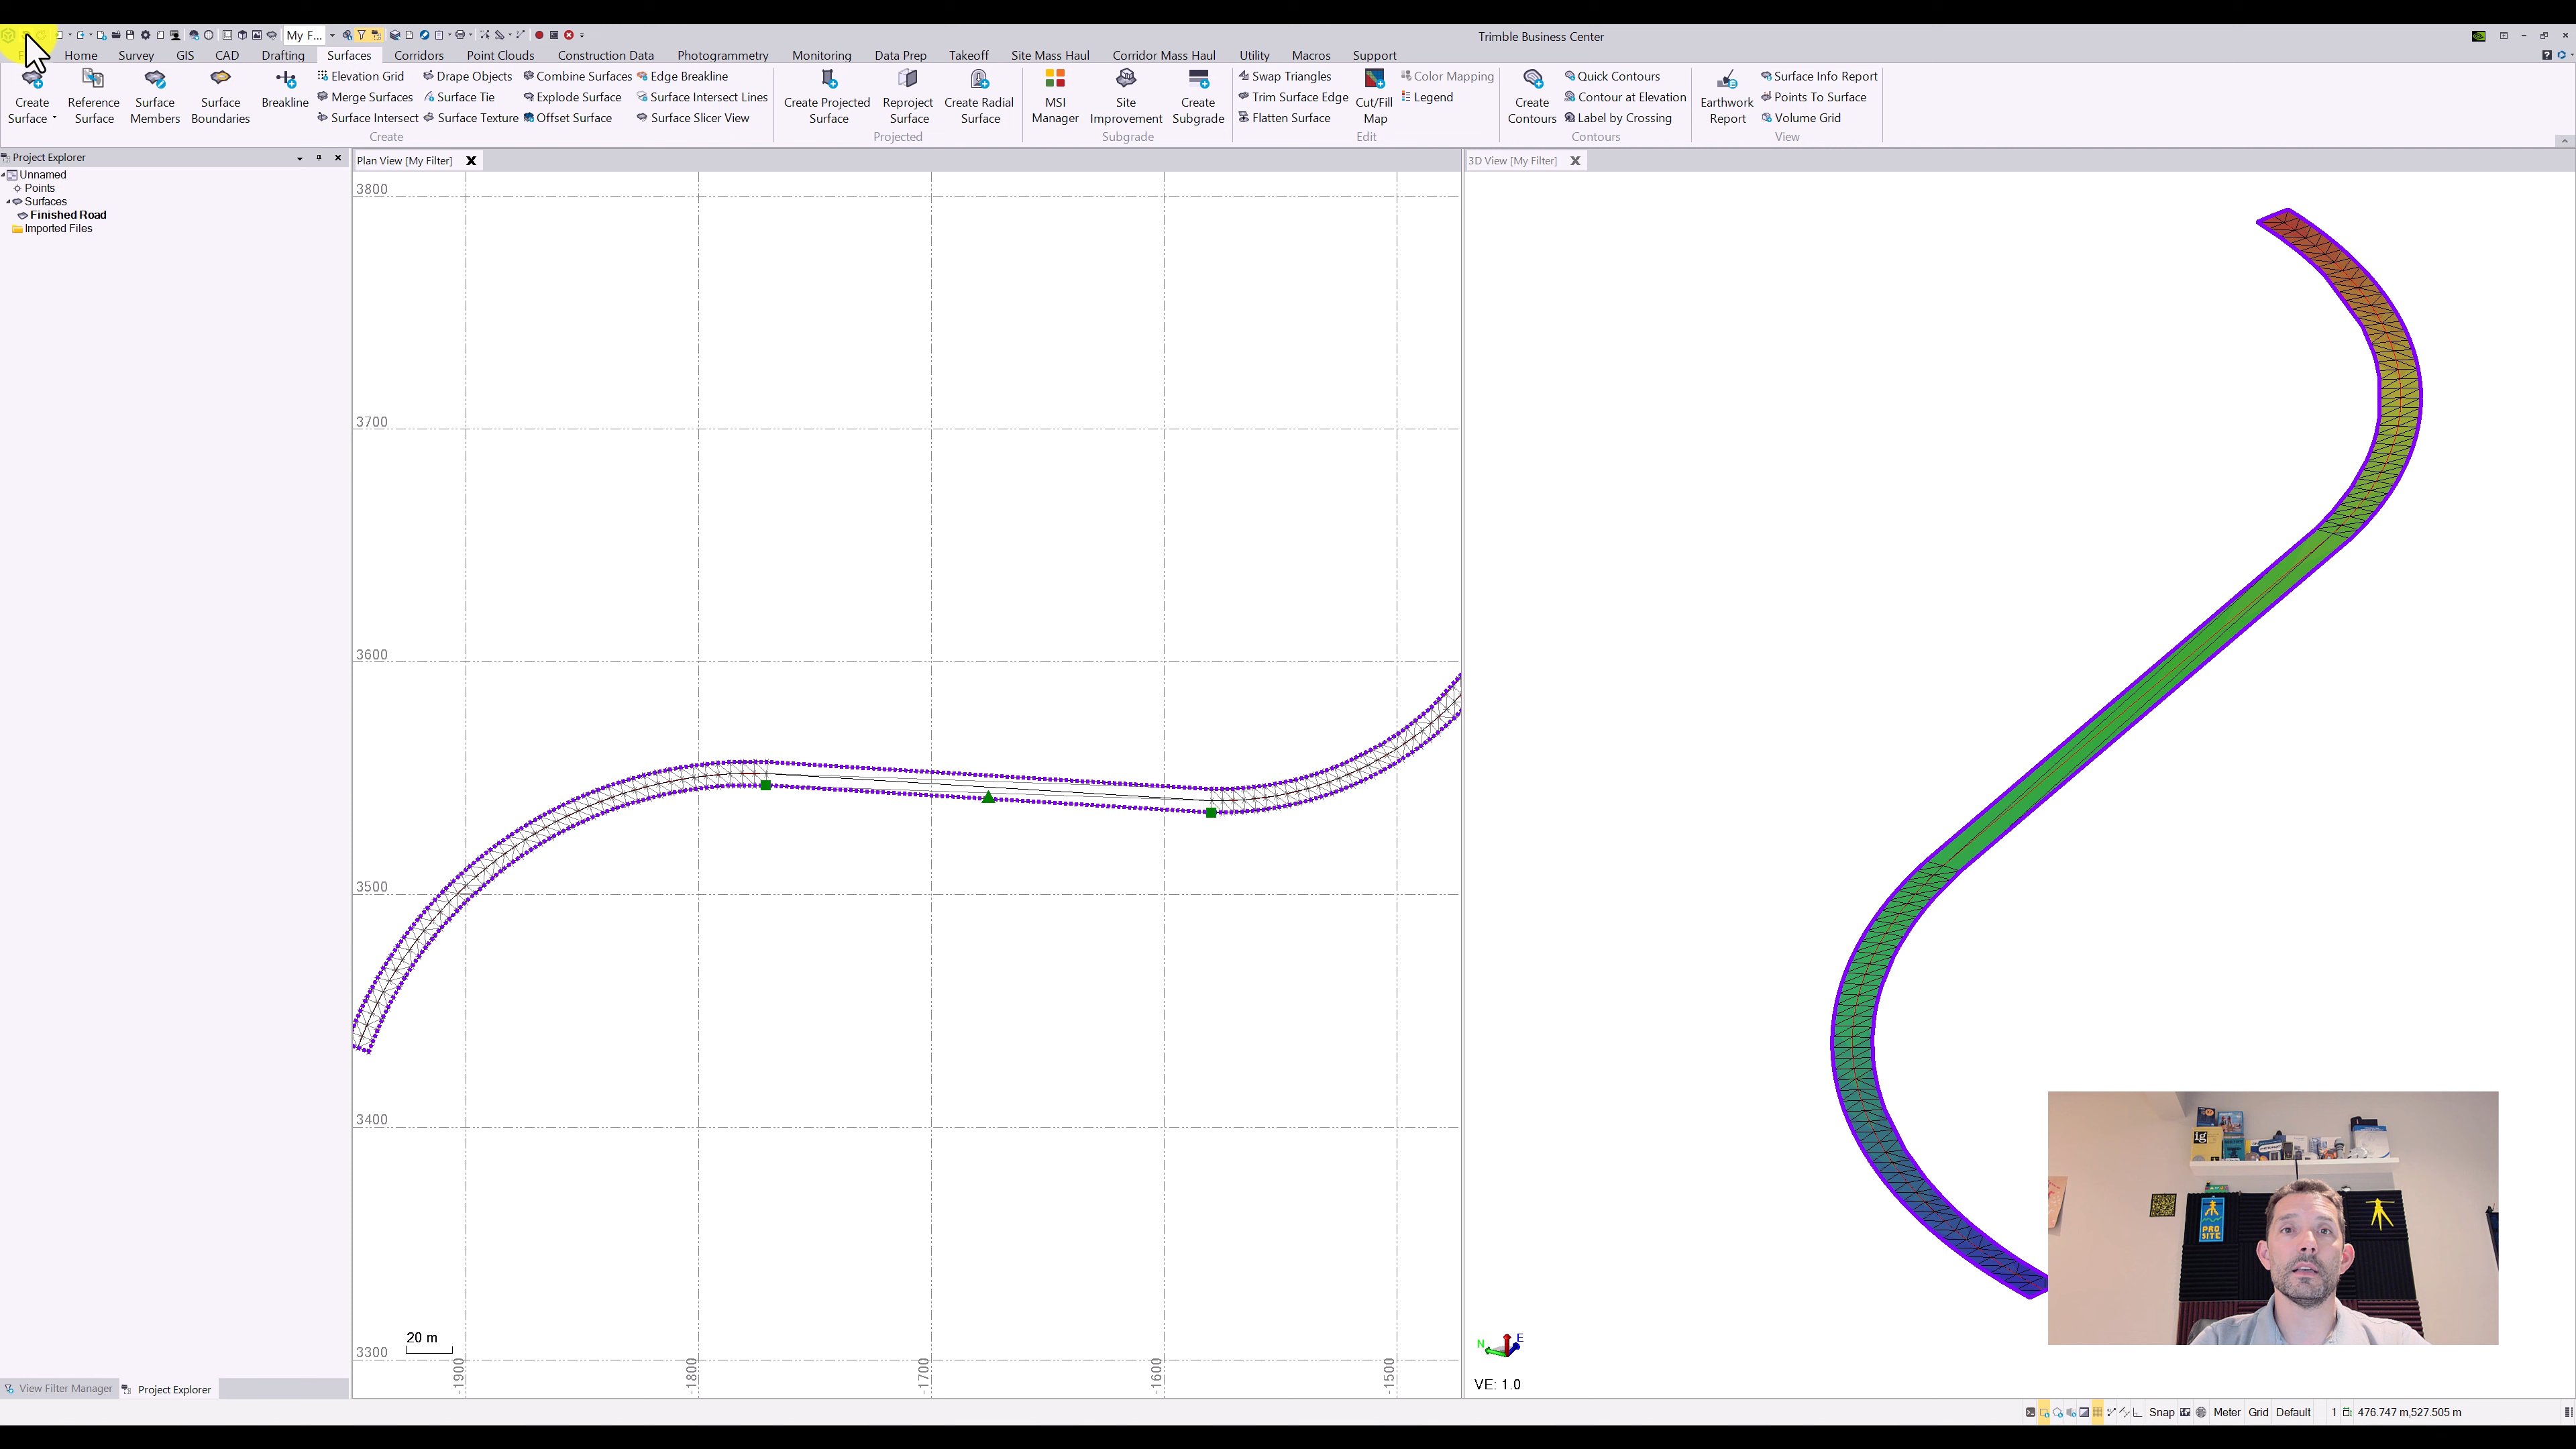 My F...
Trimble Business Center
Home Survey GIS CAD Drafting Surfaces Corridors Point Clouds Construction Data Photogrammetry Monitoring Data Prep Takeoff Site Mass Haul Corridor Mass Haul Utility Macros Support
Create Surface
Reference Surface
Surface Members
Surface Boundaries
Breakline
Elevation Grid
Merge Surfaces
Surface Intersect
Drape Objects
Surface Tie
Surface Texture
Combine Surfaces
Explode Surface
Offset Surface
Edge Breakline
Surface Intersect Lines
Surface Slicer View
Create
Create Projected Surface
Reproject Surface
Create Radial Surface
Projected
MSI Manager
Site Improvement
Create Subgrade
Subgrade
Swap Triangles
Trim Surface Edge
Flatten Surface
Cut/Fill Map
Color Mapping
Legend
Edit
Create Contours
Quick Contours
Contour at Elevation
Label by Crossing
Contours
Earthwork Report
Surface Info Report
Points To Surface
Volume Grid
View
Project Explorer
Unnamed
Points
Surfaces
Finished Road
Imported Files
Plan View [My Filter]
3800
3700
3600
3500
3400
3300
20 m
-1900
-1800
-1700
-1600
-1500
3D View [My Filter]
N
E
VE: 1.0
ig
PRO
SITE
View Filter Manager Project Explorer
Snap Meter Grid Default 1 476.747 m,527.505 m